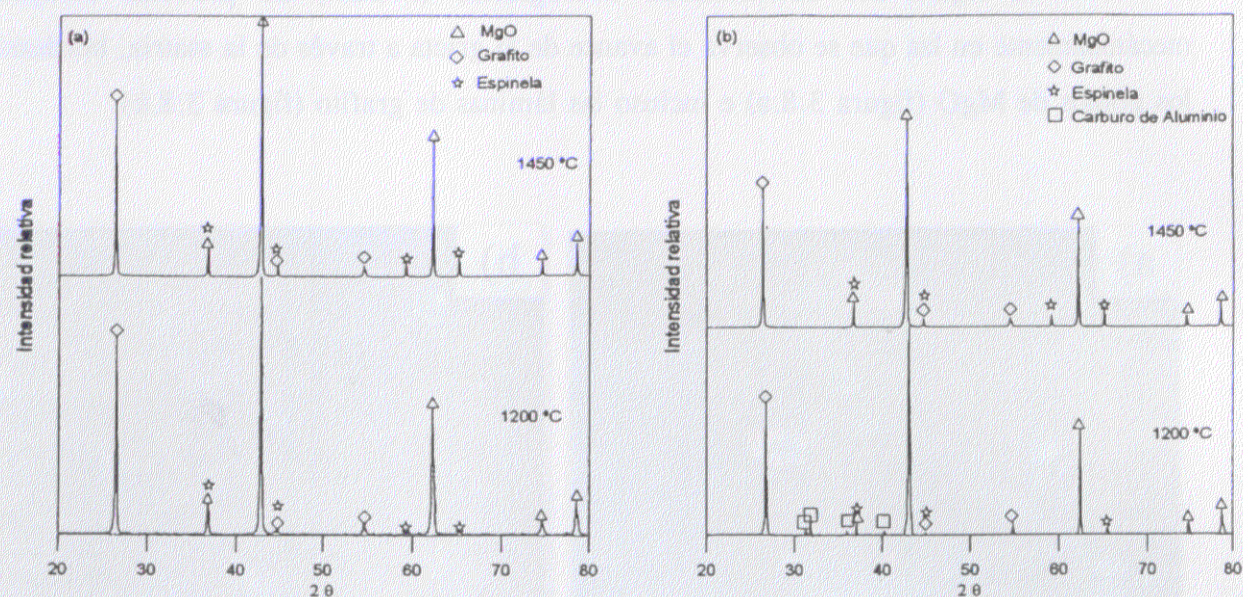 (a)
MgO
Grafito
Espinela
1450 °C
1200 °C
Intensidad relativa
20 30 40 50 60 70 80
2 θ
(b)
MgO
Grafito
Espinela
Carburo de Aluminio
1450 °C
1200 °C
Intensidad relativa
20 30 40 50 60 70 80
2 θ